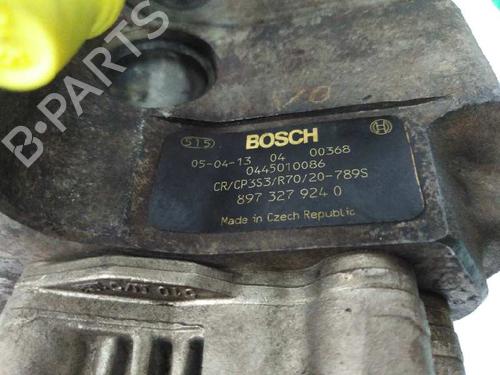 B-PARTS
515
BOSCH
05-04-13 04 00368
0445010086
CR/CP3S3/R70/20-789S
897 327 924 0
Made in Czech Republic